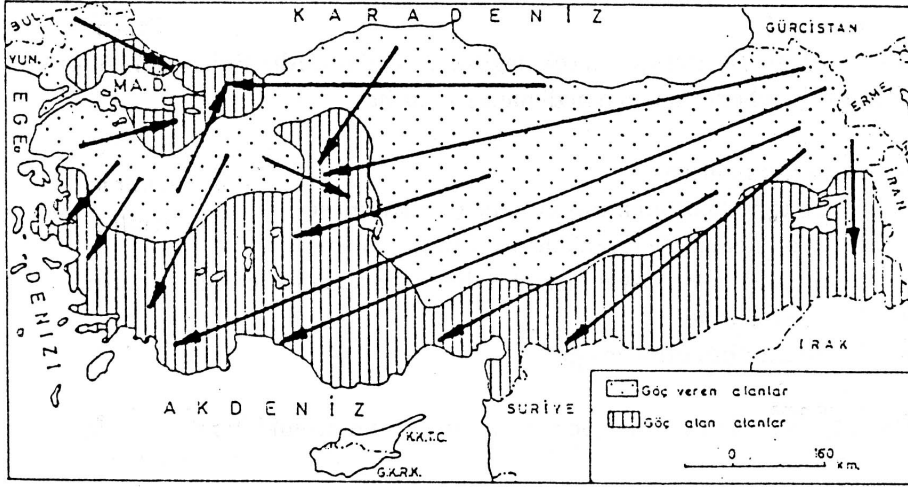 KARADENİZ
BUL.
YUN.
GÜRCİSTAN
MA.D.
ERME
İRAN
EGE
DENİZİ
AKDENİZ
SURİYE
İRAK
K.K.T.C.
G.K.R.K.
Göç veren alanlar
Göç alan alanlar
0 160
km.